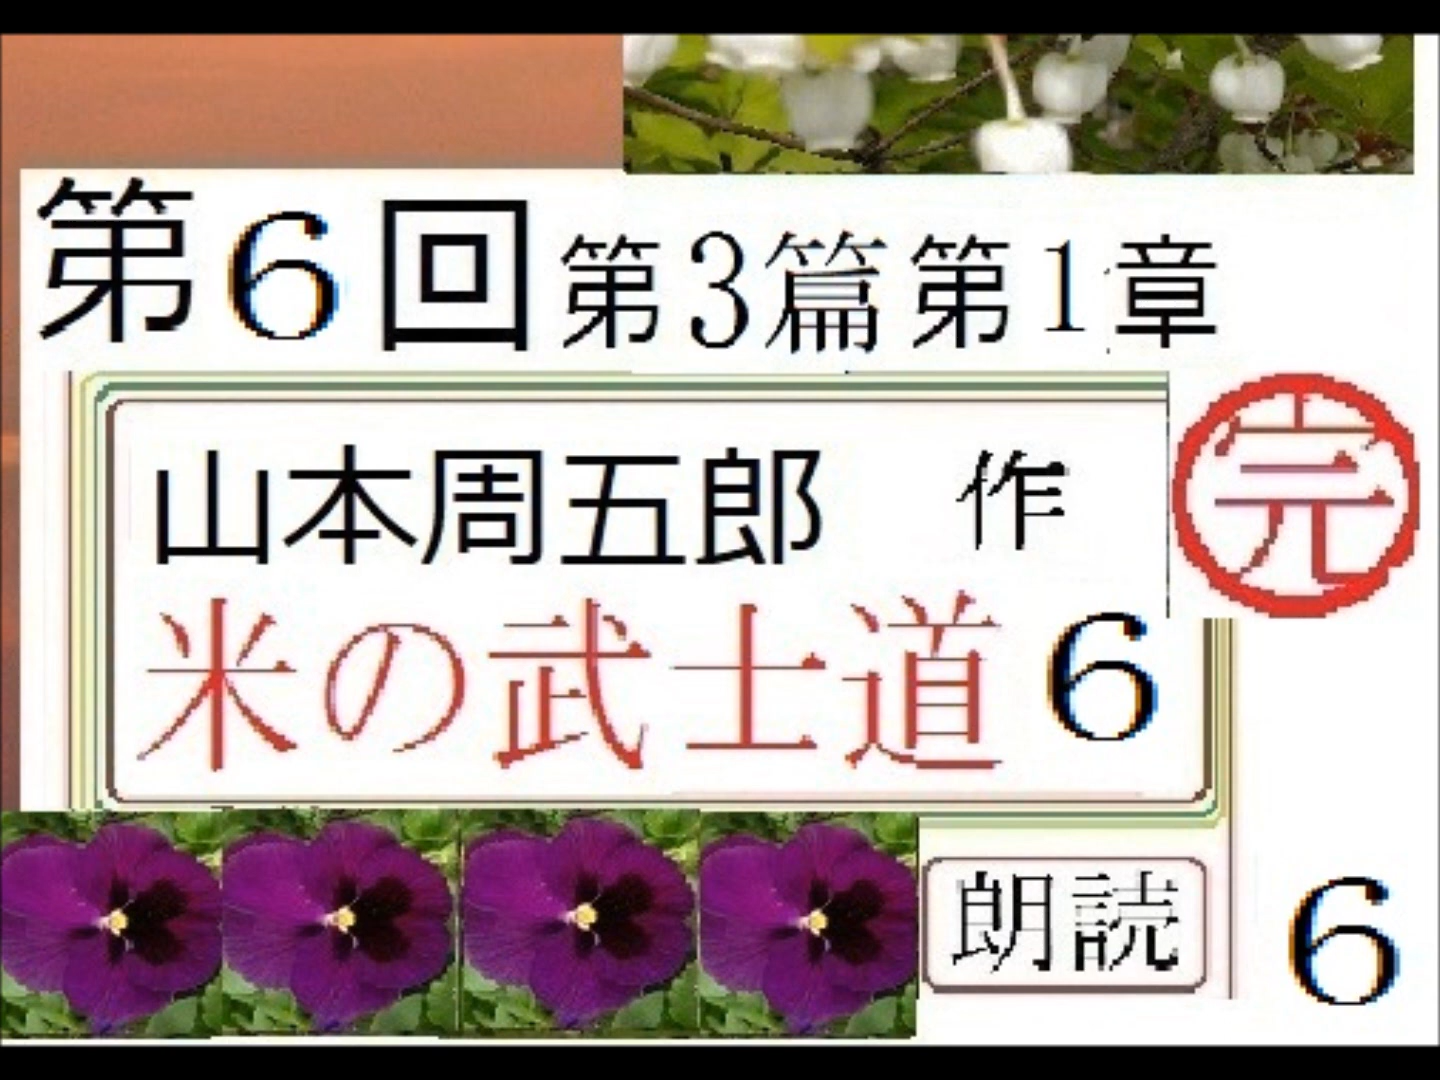 第6回 第3篇第1章
完
山本周五郎 作
米の武士道 6
朗読 6